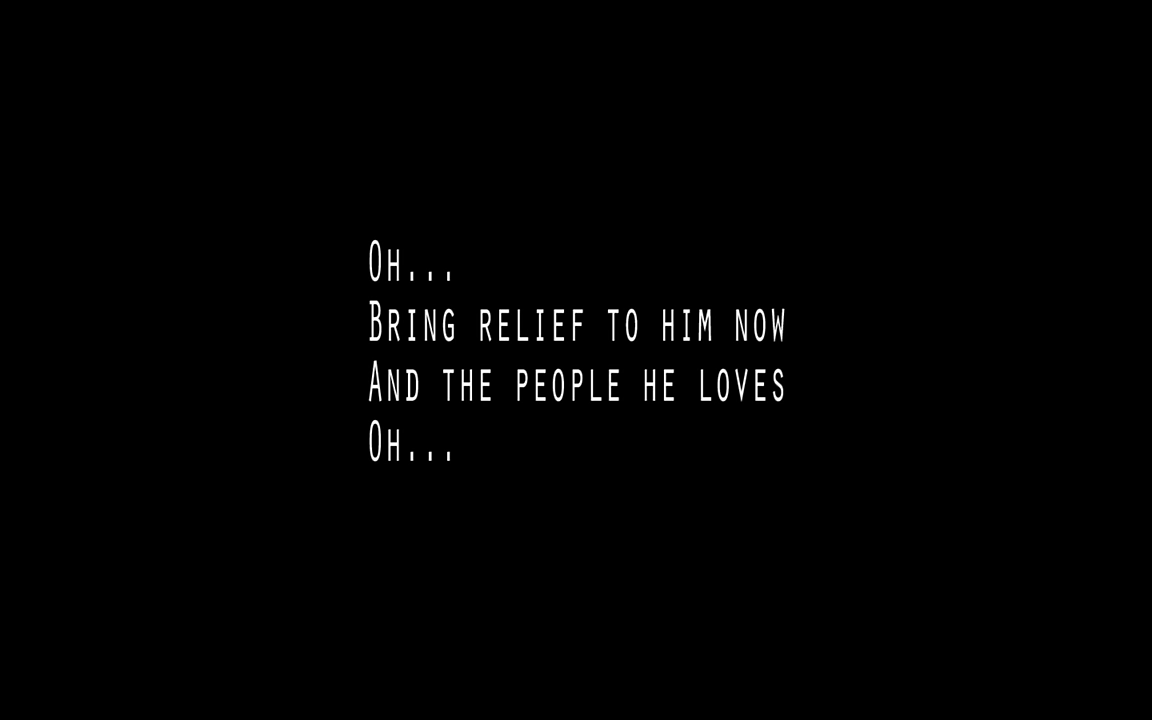 Oh...
Bring relief to him now
And the people he loves
Oh...